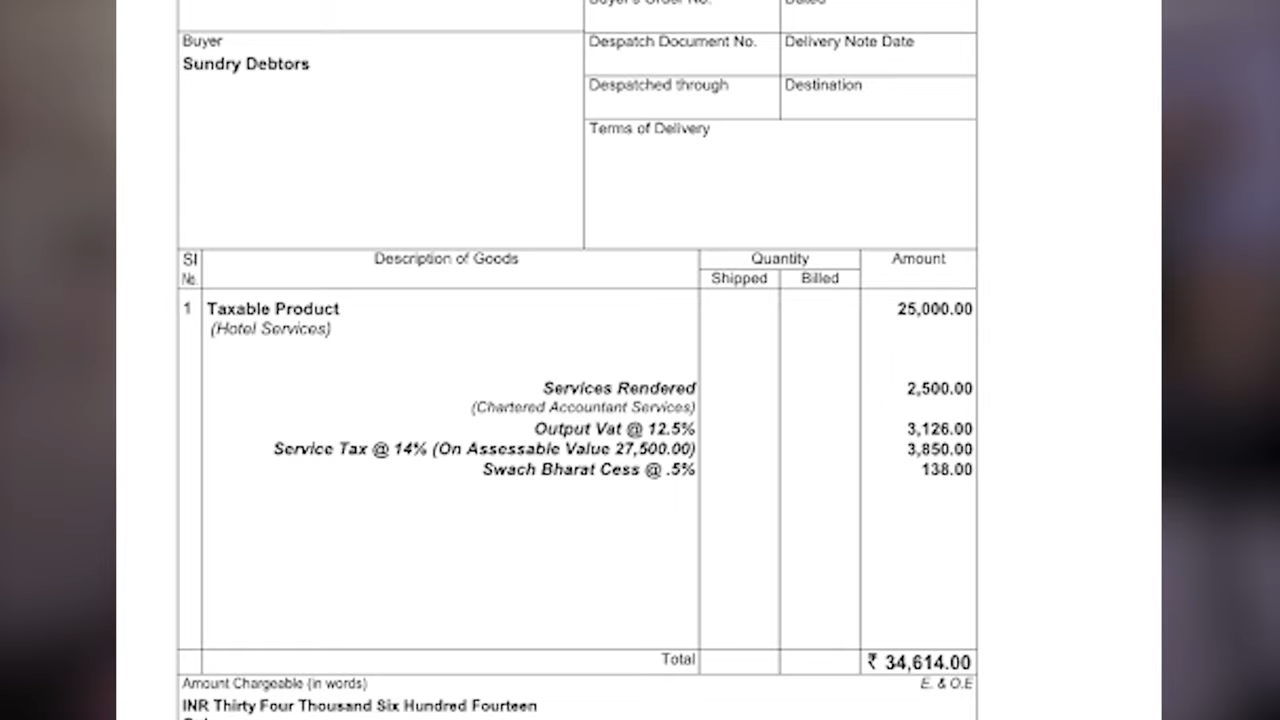 Buyer's Order No. Dated
Buyer
Sundry Debtors
Despatch Document No. Delivery Note Date
Despatched through Destination
Terms of Delivery
Sl Description of Goods Quantity Amount
No. Shipped Billed
1 Taxable Product 25,000.00
(Hotel Services)
Services Rendered 2,500.00
(Chartered Accountant Services)
Output Vat @ 12.5% 3,126.00
Service Tax @ 14% (On Assessable Value 27,500.00) 3,850.00
Swach Bharat Cess @ .5% 138.00
Total ₹ 34,614.00
Amount Chargeable (in words) E. & O.E
INR Thirty Four Thousand Six Hundred Fourteen